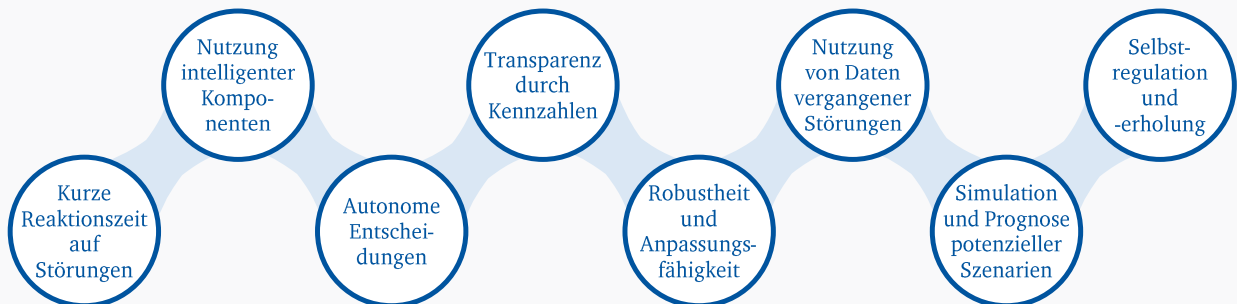 Kurze
Reaktionszeit
auf
Störungen
Nutzung
intelligenter
Kompo-
nenten
Autonome
Entschei-
dungen
Transparenz
durch
Kennzahlen
Robustheit
und
Anpassungs-
fähigkeit
Nutzung
von Daten
vergangener
Störungen
Simulation
und Prognose
potenzieller
Szenarien
Selbst-
regulation
und
-erholung